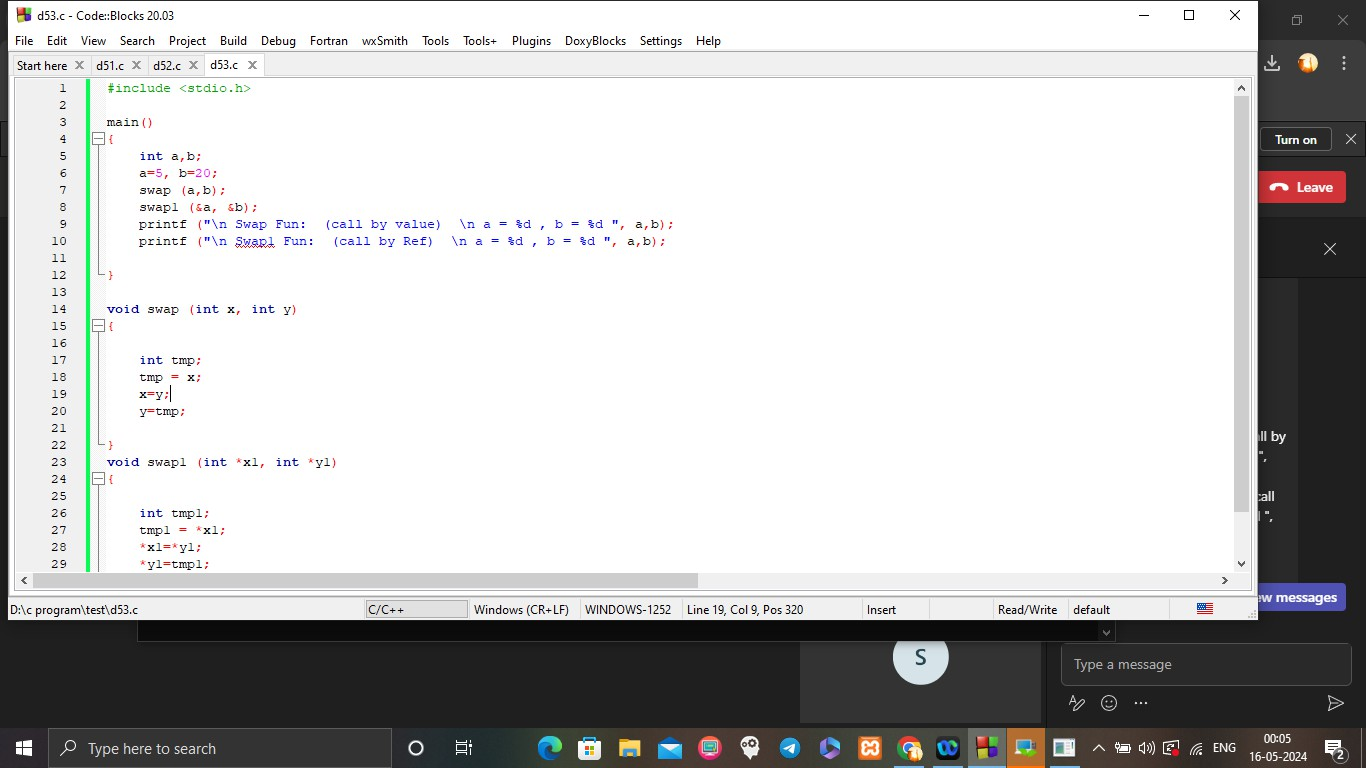 d53.c - Code::Blocks 20.03
File Edit View Search Project Build Debug Fortran wxSmith Tools Tools+ Plugins DoxyBlocks Settings Help
Start here d51.c d52.c d53.c
1 #include <stdio.h>
2
3 main()
4 {
5 int a,b;
6 a=5, b=20;
7 swap (a,b);
8 swap1 (&a, &b);
9 printf ("\n Swap Fun:  (call by value)  \n a = %d , b = %d ", a,b);
10 printf ("\n Swap1 Fun:  (call by Ref)  \n a = %d , b = %d ", a,b);
11
12 }
13
14 void swap (int x, int y)
15 {
16
17 int tmp;
18 tmp = x;
19 x=y;
20 y=tmp;
21
22 }
23 void swap1 (int *x1, int *y1)
24 {
25
26 int tmp1;
27 tmp1 = *x1;
28 *x1=*y1;
29 *y1=tmp1;
D:\c program\test\d53.c C/C++ Windows (CR+LF) WINDOWS-1252 Line 19, Col 9, Pos 320 Insert Read/Write default
Turn on
Leave
ll by
",
call
",
ew messages
S
Type a message
Type here to search
ENG
00:05
16-05-2024
2